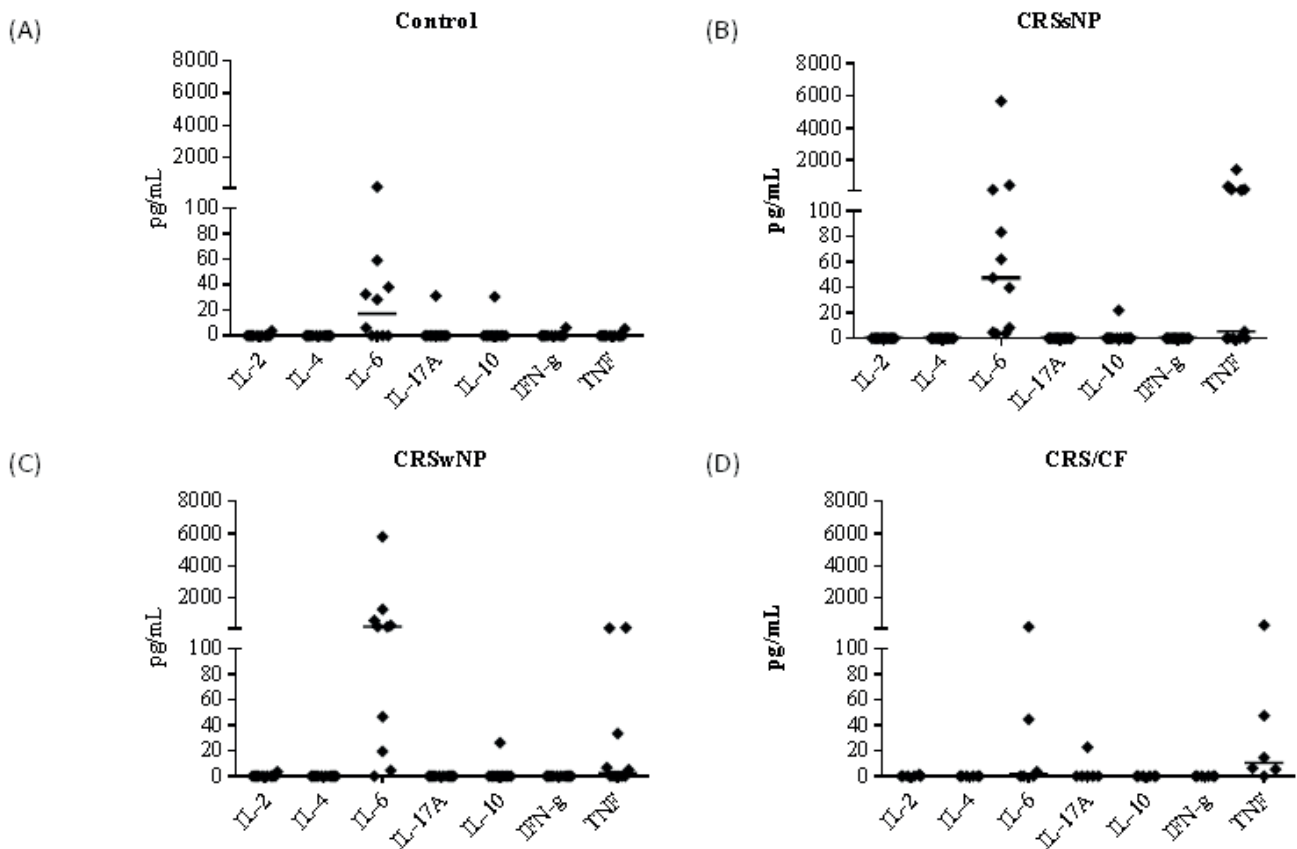 (A)
Control
8000
6000
4000
2000
100
80
60
40
20
0
pg/mL
IL-2
IL-4
IL-6
IL-17A
IL-10
IFN-g
TNF
(B)
CRSsNP
8000
6000
4000
2000
100
80
60
40
20
0
pg/mL
IL-2
IL-4
IL-6
IL-17A
IL-10
IFN-g
TNF
(C)
CRSwNP
8000
6000
4000
2000
100
80
60
40
20
0
pg/mL
IL-2
IL-4
IL-6
IL-17A
IL-10
IFN-g
TNF
(D)
CRS/CF
8000
6000
4000
2000
100
80
60
40
20
0
pg/mL
IL-2
IL-4
IL-6
IL-17A
IL-10
IFN-g
TNF